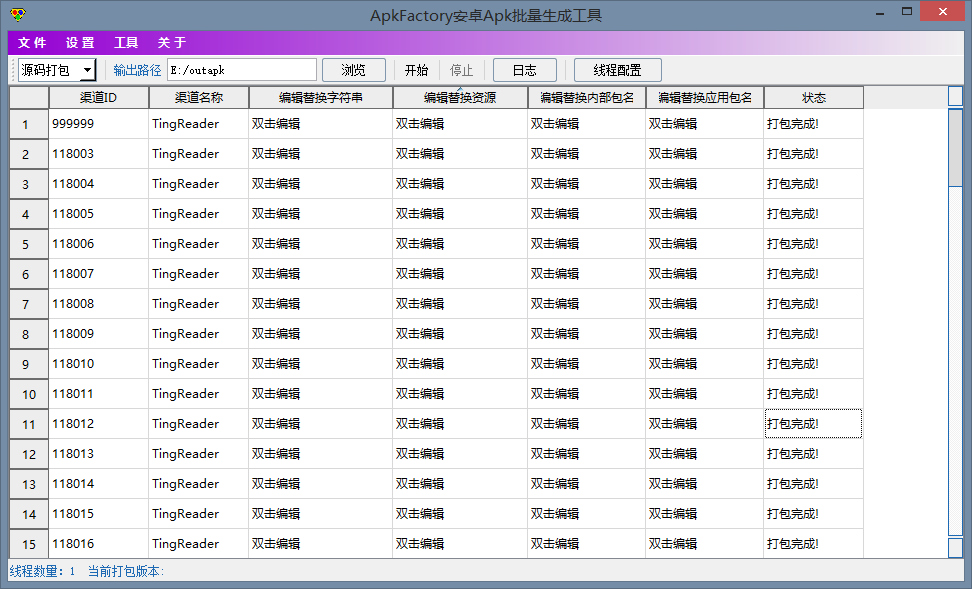 ApkFactory安卓Apk批量生成工具
文件 设置 工具 关于
源码打包 输出路径 E:/outapk 浏览 开始 停止 日志 线程配置
渠道ID 渠道名称 编辑替换字符串 编辑替换资源 编辑替换内部包名 编辑替换应用包名 状态
1 999999 TingReader 双击编辑 双击编辑 双击编辑 双击编辑 打包完成!
2 118003 TingReader 双击编辑 双击编辑 双击编辑 双击编辑 打包完成!
3 118004 TingReader 双击编辑 双击编辑 双击编辑 双击编辑 打包完成!
4 118005 TingReader 双击编辑 双击编辑 双击编辑 双击编辑 打包完成!
5 118006 TingReader 双击编辑 双击编辑 双击编辑 双击编辑 打包完成!
6 118007 TingReader 双击编辑 双击编辑 双击编辑 双击编辑 打包完成!
7 118008 TingReader 双击编辑 双击编辑 双击编辑 双击编辑 打包完成!
8 118009 TingReader 双击编辑 双击编辑 双击编辑 双击编辑 打包完成!
9 118010 TingReader 双击编辑 双击编辑 双击编辑 双击编辑 打包完成!
10 118011 TingReader 双击编辑 双击编辑 双击编辑 双击编辑 打包完成!
11 118012 TingReader 双击编辑 双击编辑 双击编辑 双击编辑 打包完成!
12 118013 TingReader 双击编辑 双击编辑 双击编辑 双击编辑 打包完成!
13 118014 TingReader 双击编辑 双击编辑 双击编辑 双击编辑 打包完成!
14 118015 TingReader 双击编辑 双击编辑 双击编辑 双击编辑 打包完成!
15 118016 TingReader 双击编辑 双击编辑 双击编辑 双击编辑 打包完成!
线程数量: 1 当前打包版本: